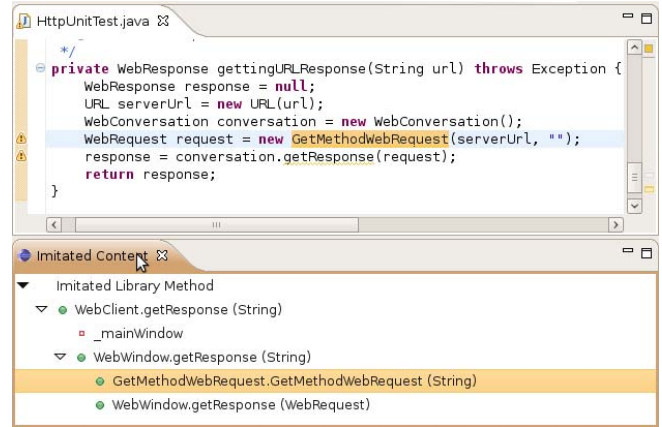 HttpUnitTest.java
*/
private WebResponse gettingURLResponse(String url) throws Exception {
WebResponse response = null;
URL serverUrl = new URL(url);
WebConversation conversation = new WebConversation();
WebRequest request = new GetMethodWebRequest(serverUrl, "");
response = conversation.getResponse(request);
return response;
}
Imitated Content
Imitated Library Method
WebClient.getResponse (String)
_mainWindow
WebWindow.getResponse (String)
GetMethodWebRequest.GetMethodWebRequest (String)
WebWindow.getResponse (WebRequest)